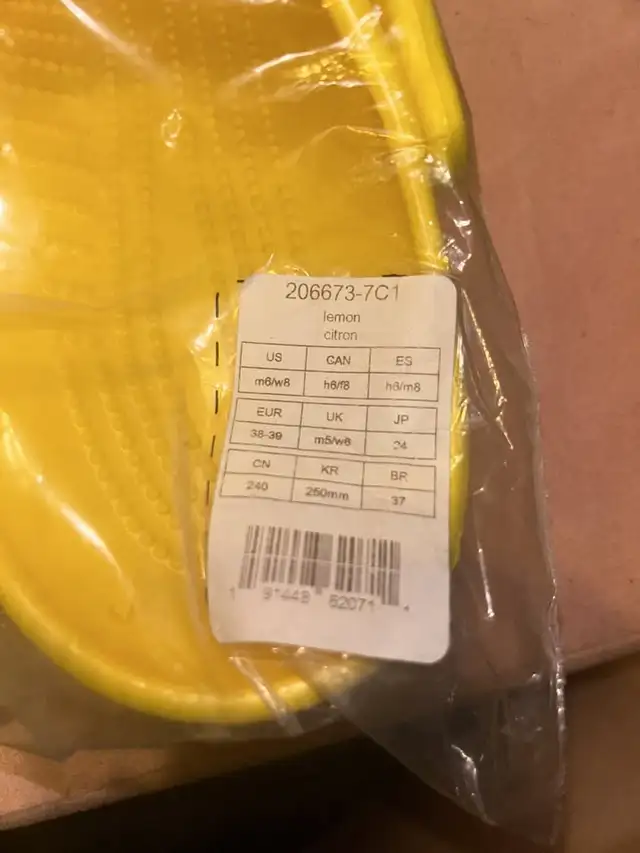 206673-7C1
lemon
citron
US CAN ES
m6/w8 h6/f8 h6/m8
EUR UK JP
38-39 m5/w6 24
CN KR BR
240 250mm 37
1 91448 52071 4